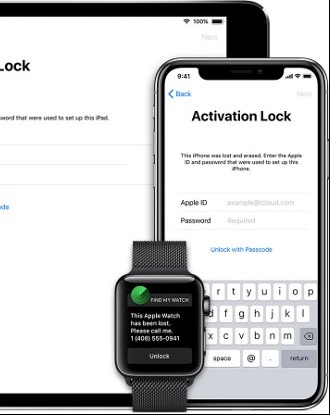 100%
Next
Lock
ssword that were used to set up this iPad.
de
9:41
Back
Next
Activation Lock
This iPhone was lost and erased. Enter the Apple
ID and password that were used to set up this
iPhone.
Apple ID example@icloud.com
Password Required
Unlock with Passcode
r t y u i o p
f g h j k l
c v b n m
space @ . return
FIND MY WATCH
This Apple Watch
has been lost.
Please call me.
1 (408) 555-0941
Unlock